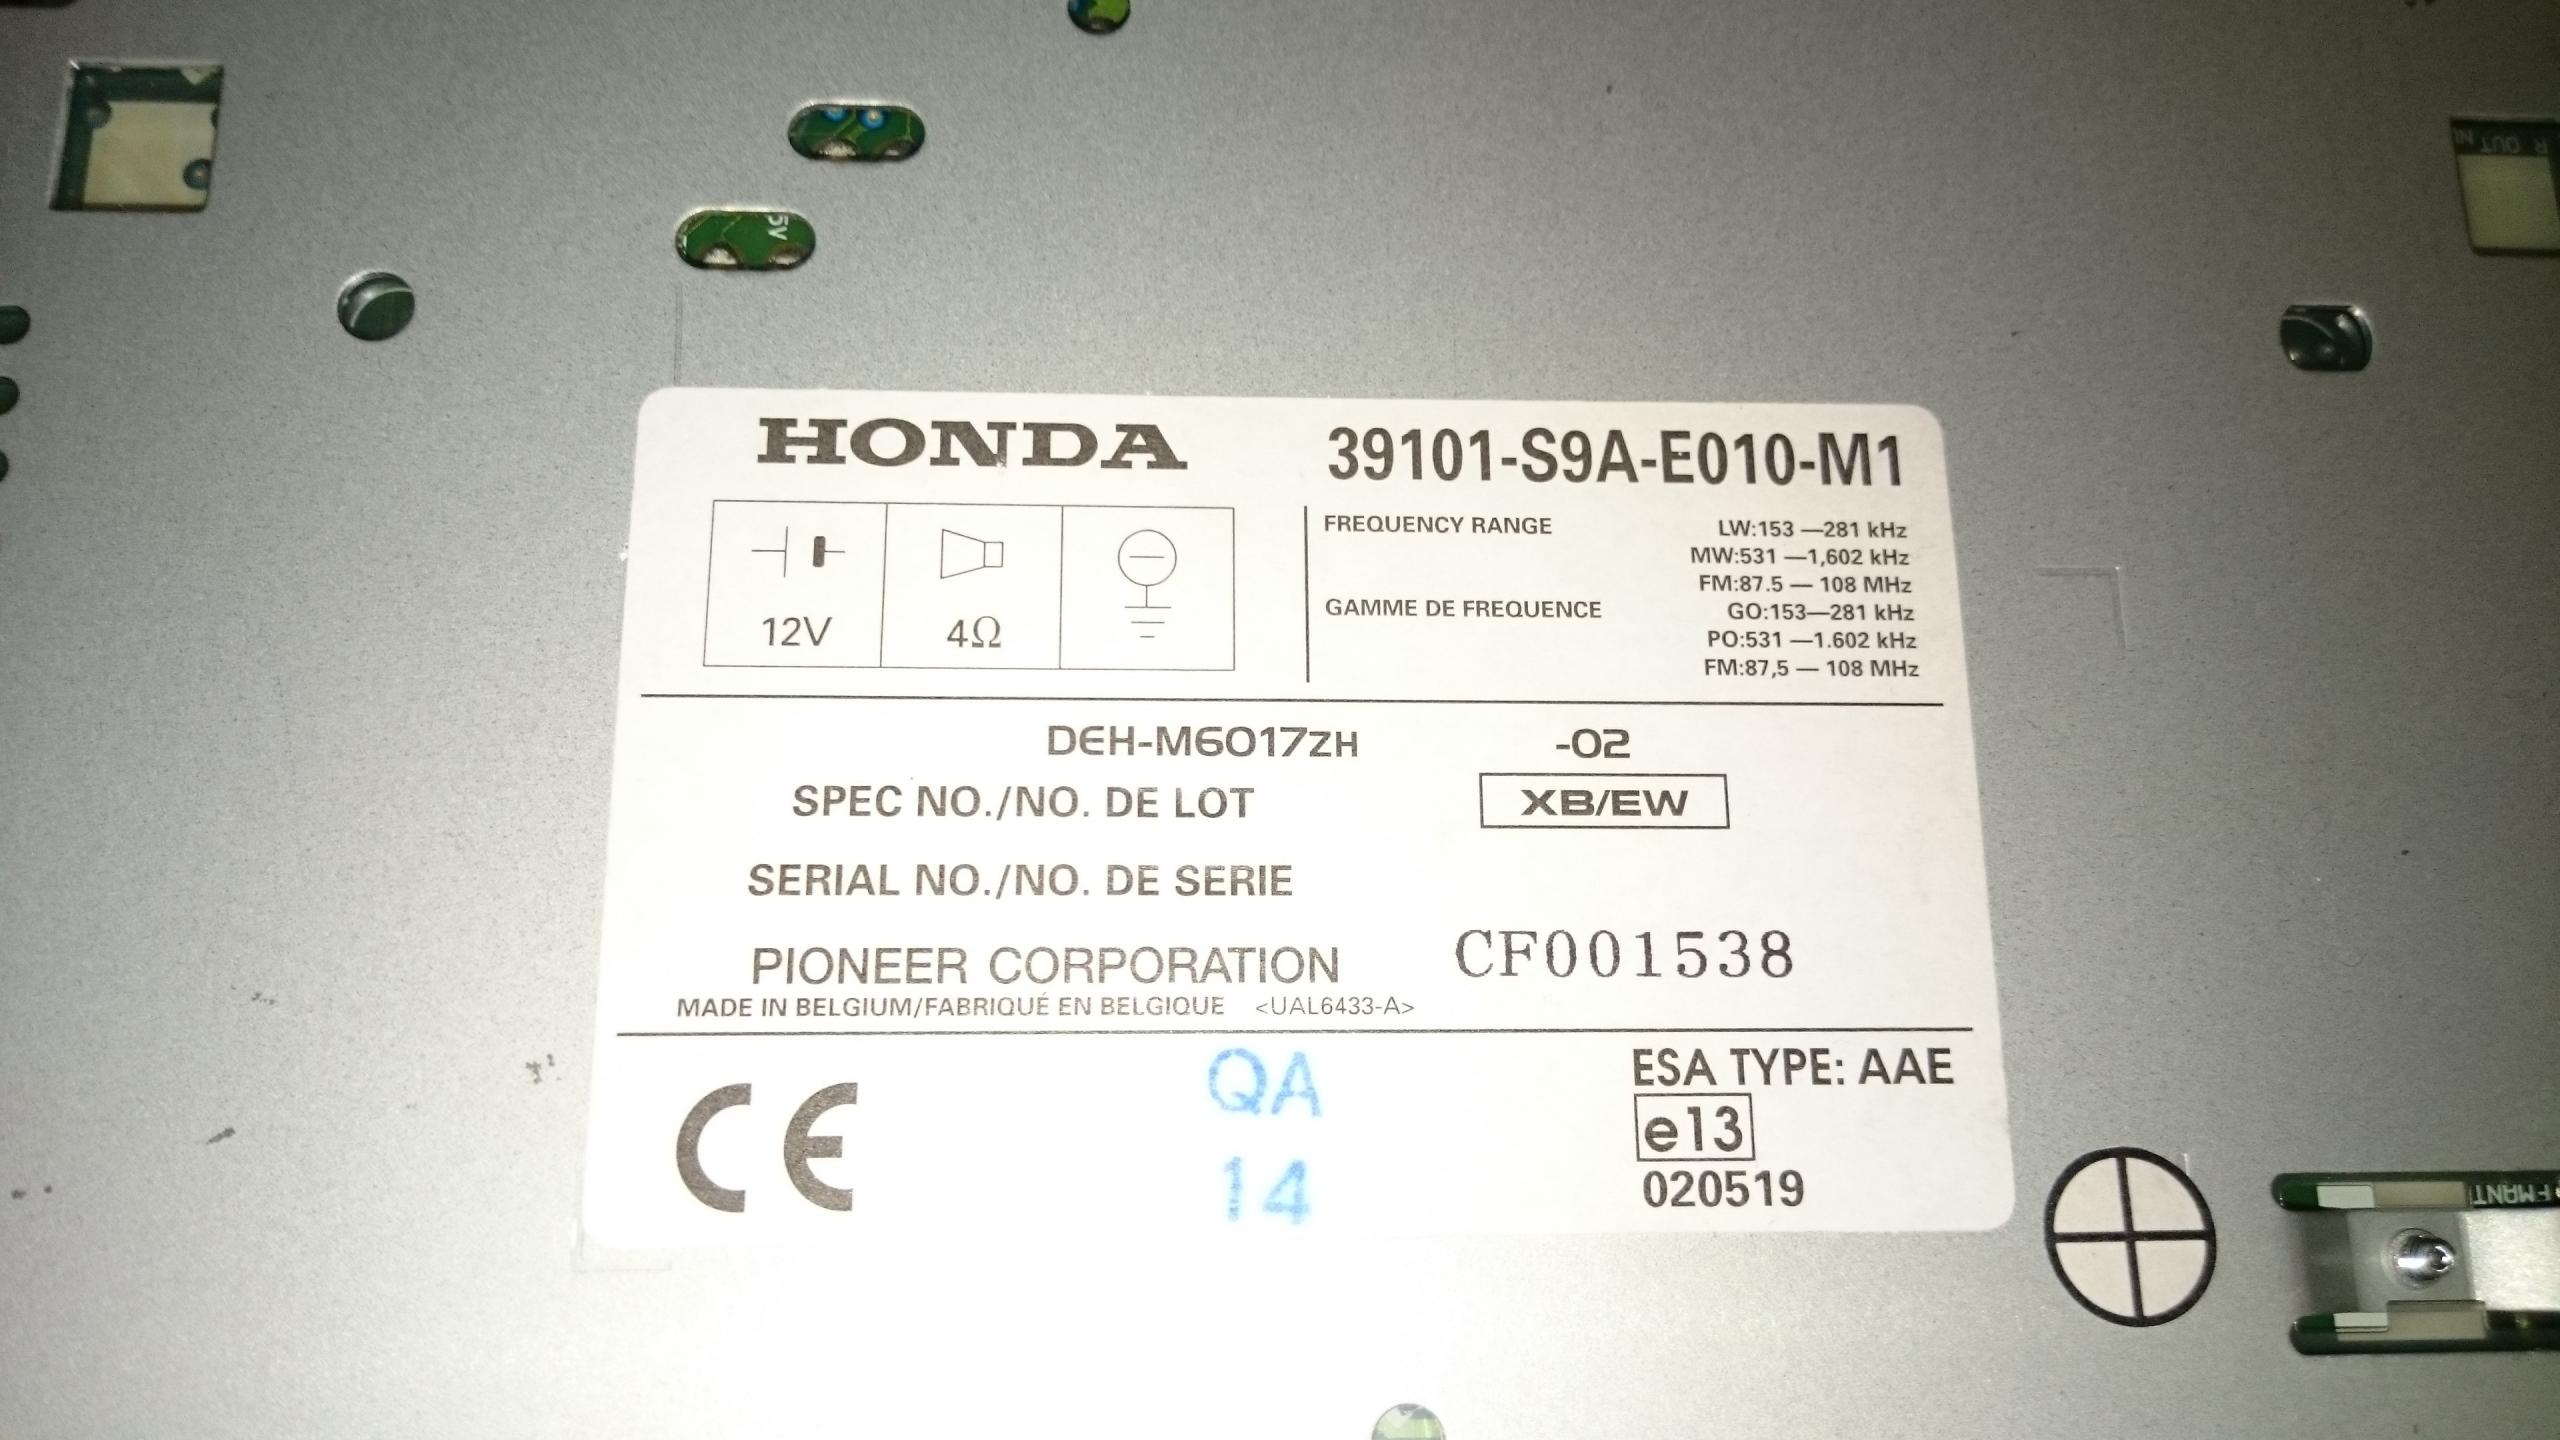 R OUT NI
5V
HONDA
39101-S9A-E010-M1
12V
4Ω
FREQUENCY RANGE
LW:153 —281 kHz
MW:531 —1,602 kHz
FM:87.5 — 108 MHz
GAMME DE FREQUENCE
GO:153—281 kHz
PO:531 —1.602 kHz
FM:87,5 — 108 MHz
DEH-M6017ZH -02
SPEC NO./NO. DE LOT XB/EW
SERIAL NO./NO. DE SERIE
PIONEER CORPORATION CF001538
MADE IN BELGIUM/FABRIQUÉ EN BELGIQUE <UAL6433-A>
CE
QA
14
ESA TYPE: AAE
e13
020519
FMANT